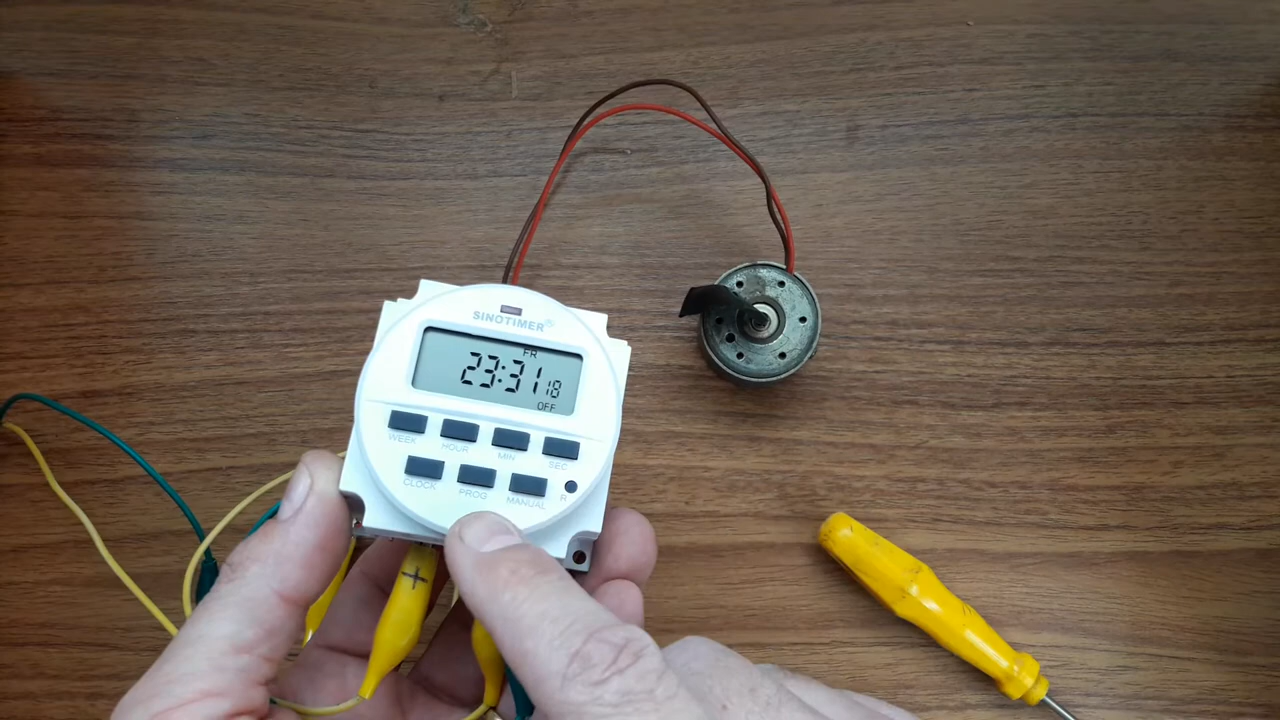 SINOTIMER®
FR
23:31 18
OFF
WEEK HOUR MIN SEC
CLOCK PROG MANUAL R
+